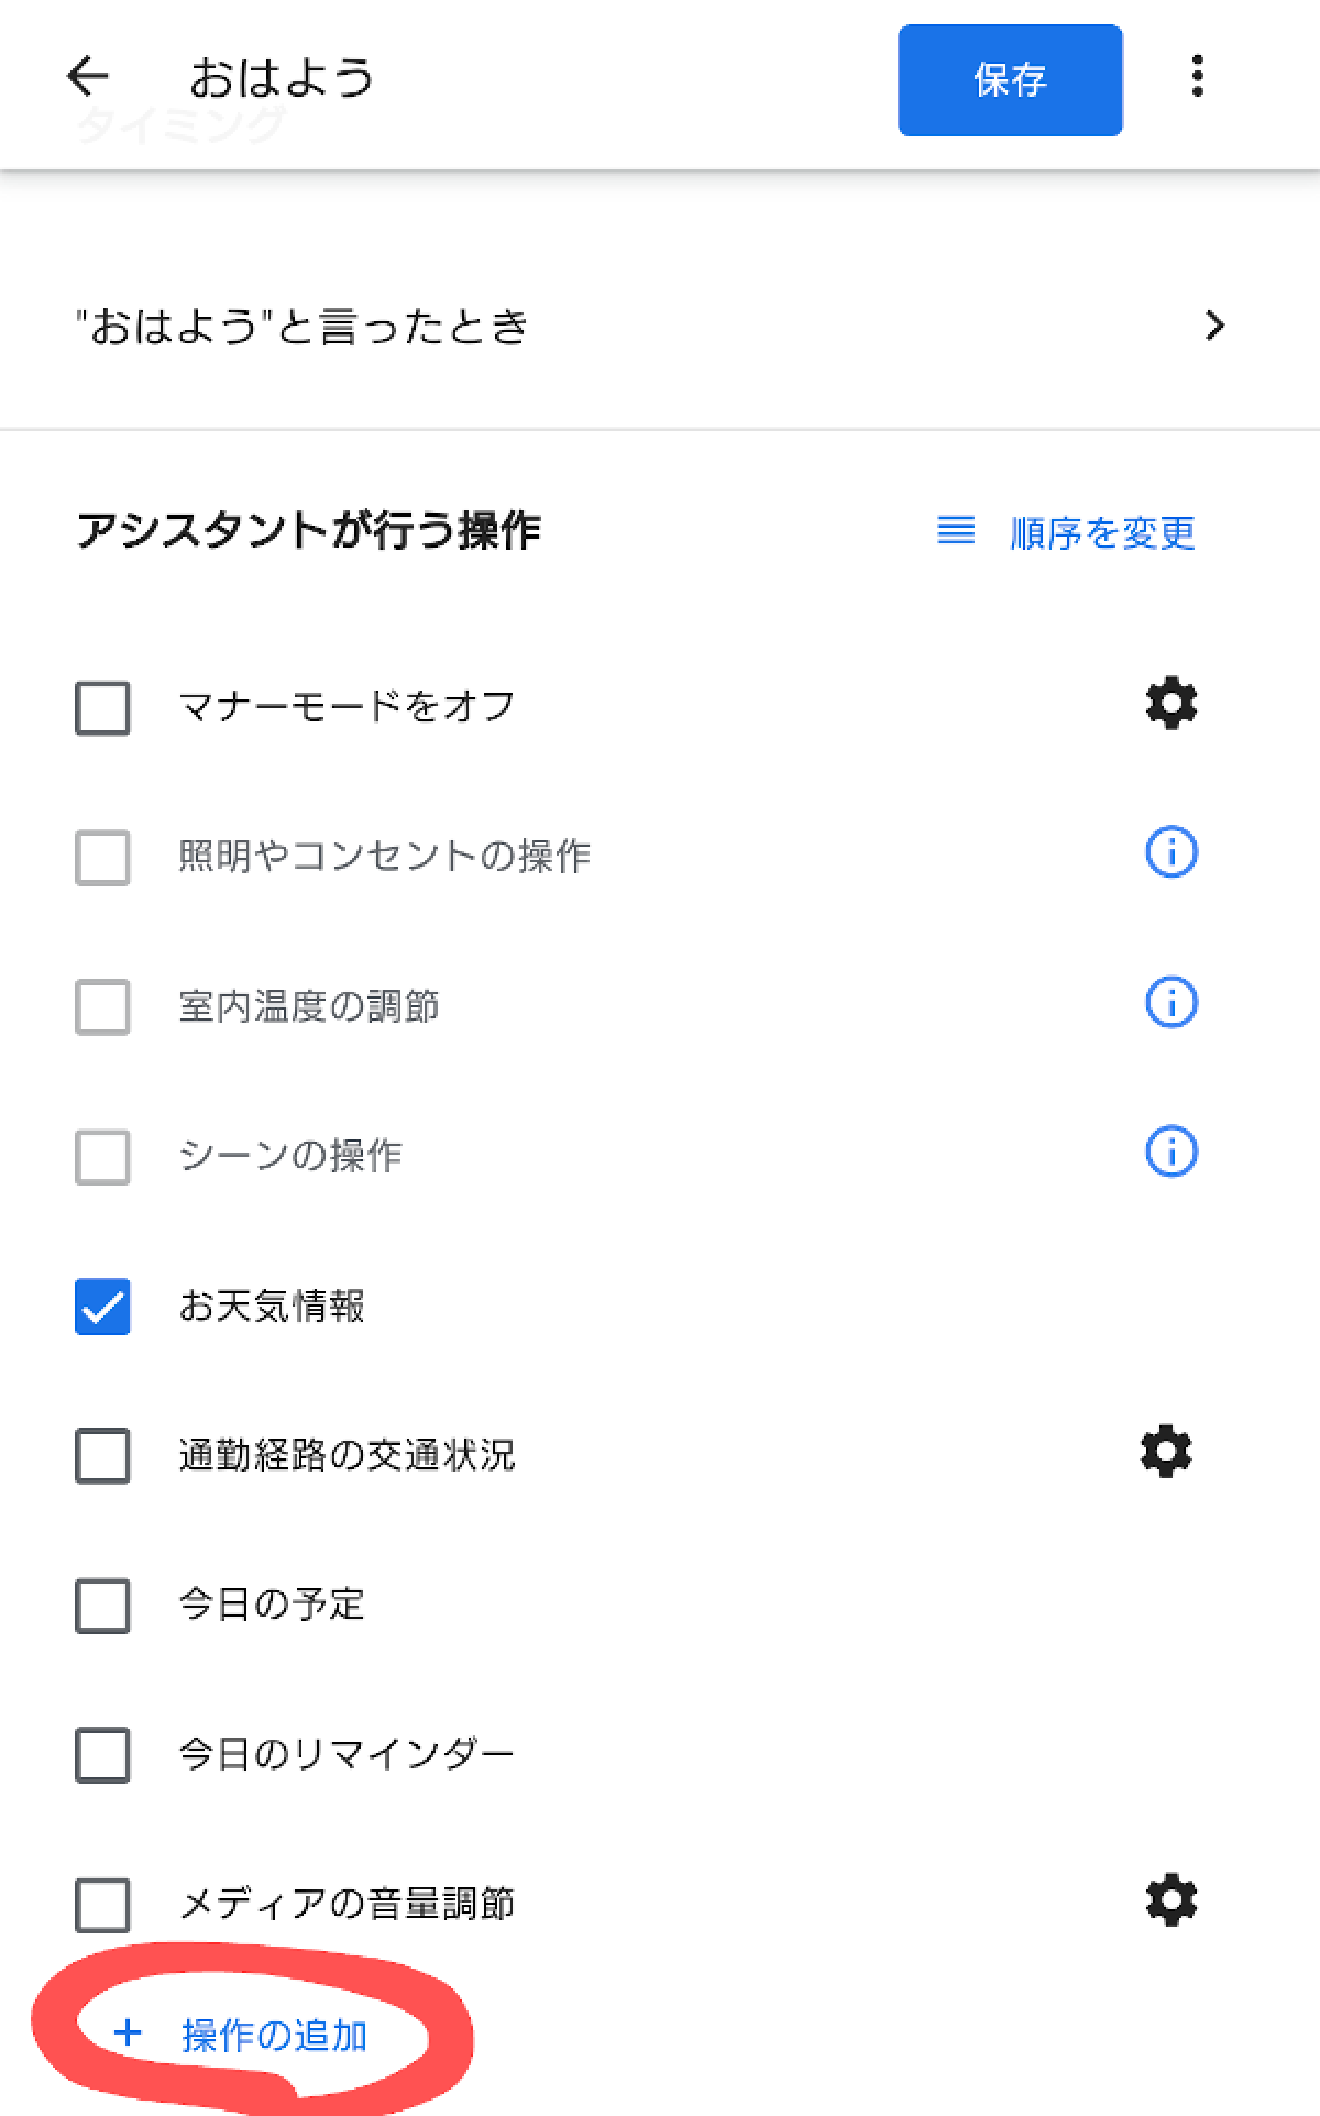 おはよう
保存
タイミング
"おはよう"と言ったとき
アシスタントが行う操作
順序を変更
マナーモードをオフ
照明やコンセントの操作
室内温度の調節
シーンの操作
お天気情報
通勤経路の交通状況
今日の予定
今日のリマインダー
メディアの音量調節
+ 操作の追加